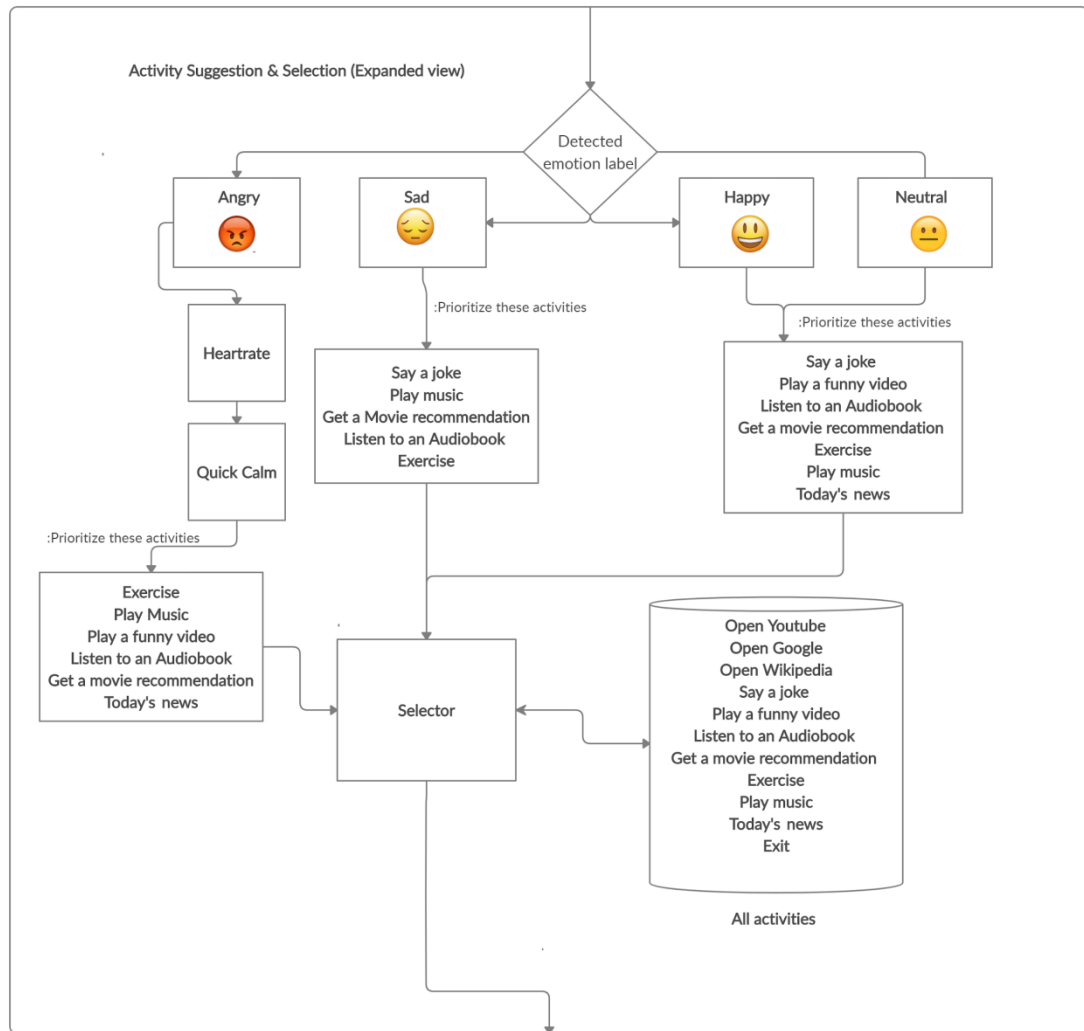 Activity Suggestion & Selection (Expanded view)
Detected
emotion label
Angry
Sad
Happy
Neutral
:Prioritize these activities
:Prioritize these activities
Heartrate
Say a joke
Play music
Get a Movie recommendation
Listen to an Audiobook
Exercise
Say a joke
Play a funny video
Listen to an Audiobook
Get a movie recommendation
Exercise
Play music
Today's news
Quick Calm
:Prioritize these activities
Exercise
Play Music
Play a funny video
Listen to an Audiobook
Get a movie recommendation
Today's news
Selector
Open Youtube
Open Google
Open Wikipedia
Say a joke
Play a funny video
Listen to an Audiobook
Get a movie recommendation
Exercise
Play music
Today's news
Exit
All activities